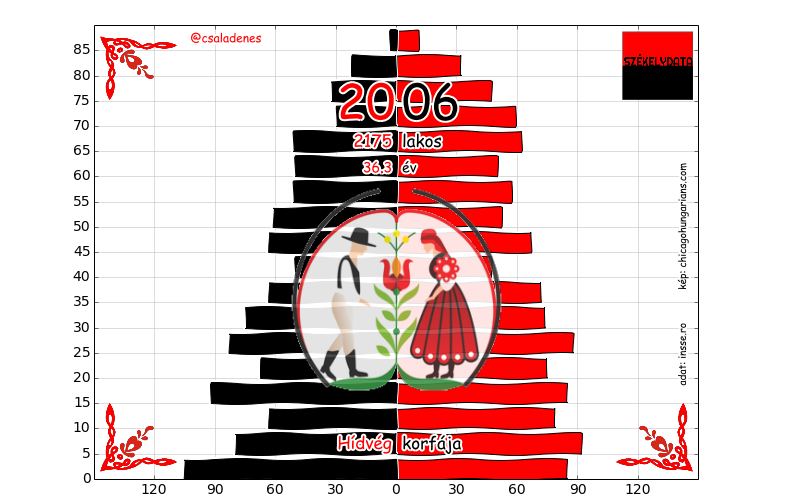 @csaladenes
SZÉKELYDATA
2006
2175 lakos
36.3 év
kép: chicagohungarians.com
adat: insse.ro
Hídvég korfája
85
80
75
70
65
60
55
50
45
40
35
30
25
20
15
10
5
0
120 90 60 30 0 30 60 90 120